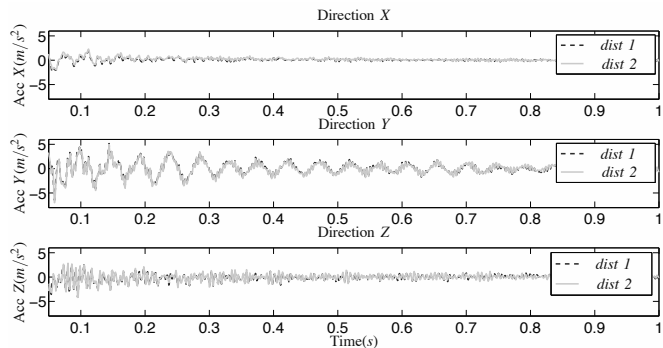 Direction X
Acc X(m/s²)
5
0
−5
dist 1
dist 2
0.1 0.2 0.3 0.4 0.5 0.6 0.7 0.8 0.9 1
Direction Y
Acc Y(m/s²)
5
0
−5
dist 1
dist 2
0.1 0.2 0.3 0.4 0.5 0.6 0.7 0.8 0.9 1
Direction Z
Acc Z(m/s²)
5
0
−5
dist 1
dist 2
0.1 0.2 0.3 0.4 0.5 0.6 0.7 0.8 0.9 1
Time(s)